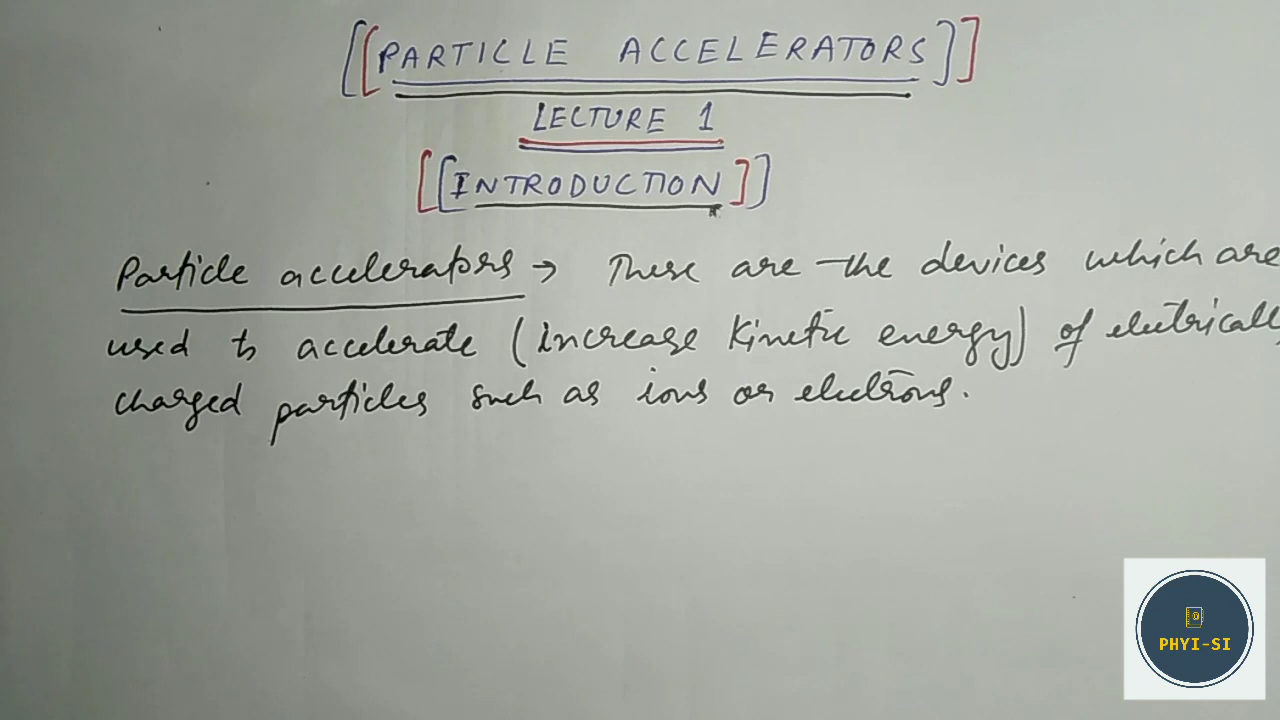 [[PARTICLE ACCELERATORS]]
LECTURE 1
[[INTRODUCTION]]
Particle accelerators → These are the devices which are
used to accelerate (increase kinetic energy) of electrically
charged particles such as ions or electrons.
PHYI-SI